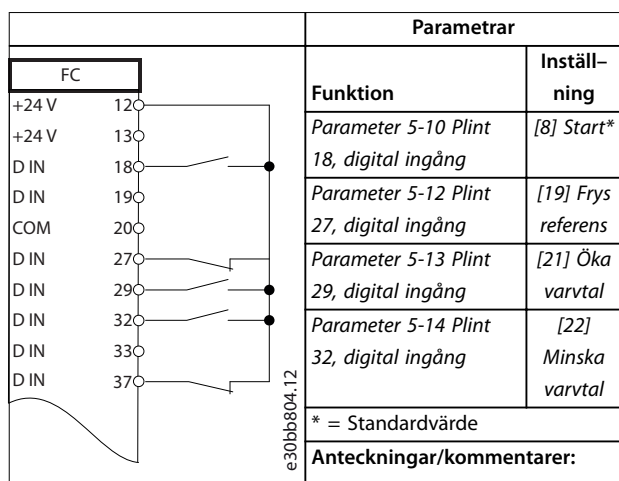 FC
+24 V 12
+24 V 13
D IN 18
D IN 19
COM 20
D IN 27
D IN 29
D IN 32
D IN 33
D IN 37
e30bb804.12
Parametrar
Funktion
Inställ–
ning
Parameter 5-10 Plint
18, digital ingång
[8] Start*
Parameter 5-12 Plint
27, digital ingång
[19] Frys
referens
Parameter 5-13 Plint
29, digital ingång
[21] Öka
varvtal
Parameter 5-14 Plint
32, digital ingång
[22]
Minska
varvtal
* = Standardvärde
Anteckningar/kommentarer: